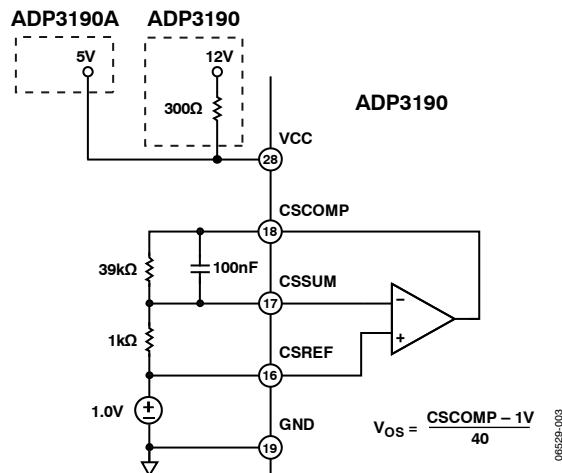 ADP3190A
ADP3190
5V
12V
ADP3190
300Ω
VCC
28
CSCOMP
18
39kΩ
100nF
CSSUM
17
–
1kΩ
+
CSREF
16
1.0V
+
–
GND
19
VOS = CSCOMP – 1V
40
06529-003